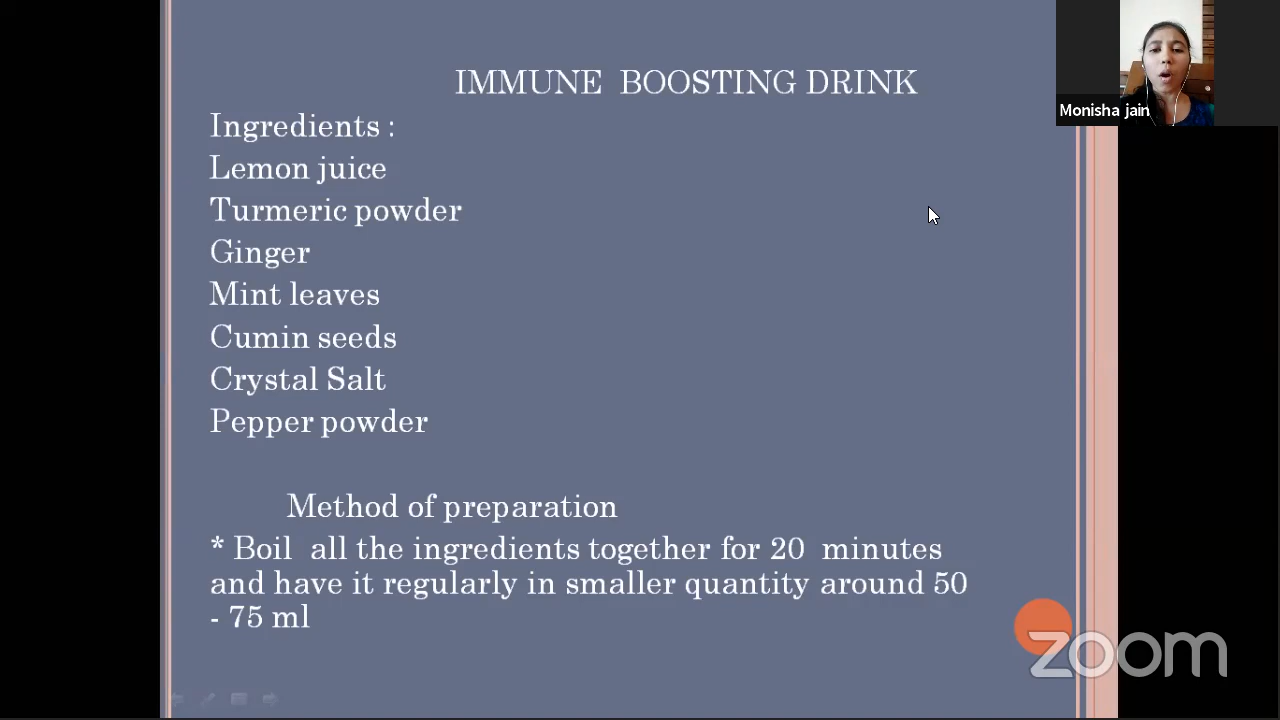 IMMUNE BOOSTING DRINK
Ingredients :
Lemon juice
Turmeric powder
Ginger
Mint leaves
Cumin seeds
Crystal Salt
Pepper powder
Method of preparation
* Boil all the ingredients together for 20 minutes
and have it regularly in smaller quantity around 50
- 75 ml
Monisha jain
zoom